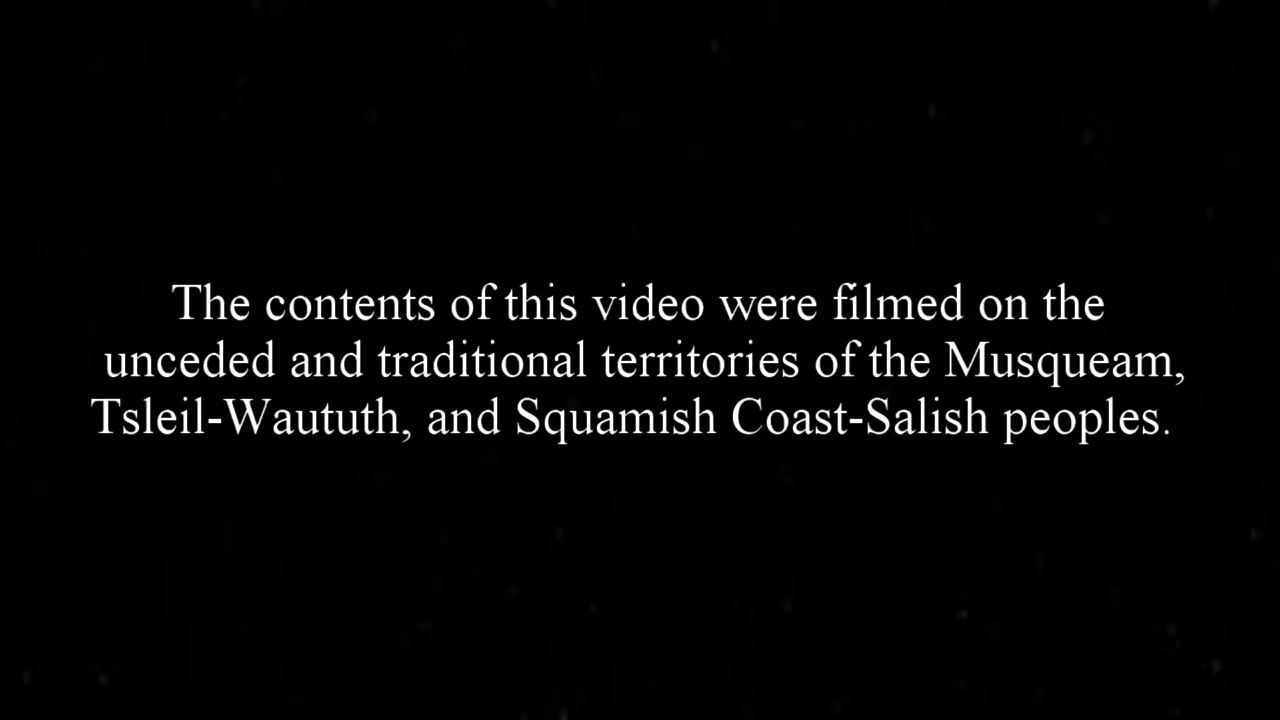 The contents of this video were filmed on the
unceded and traditional territories of the Musqueam,
Tsleil-Waututh, and Squamish Coast-Salish peoples.